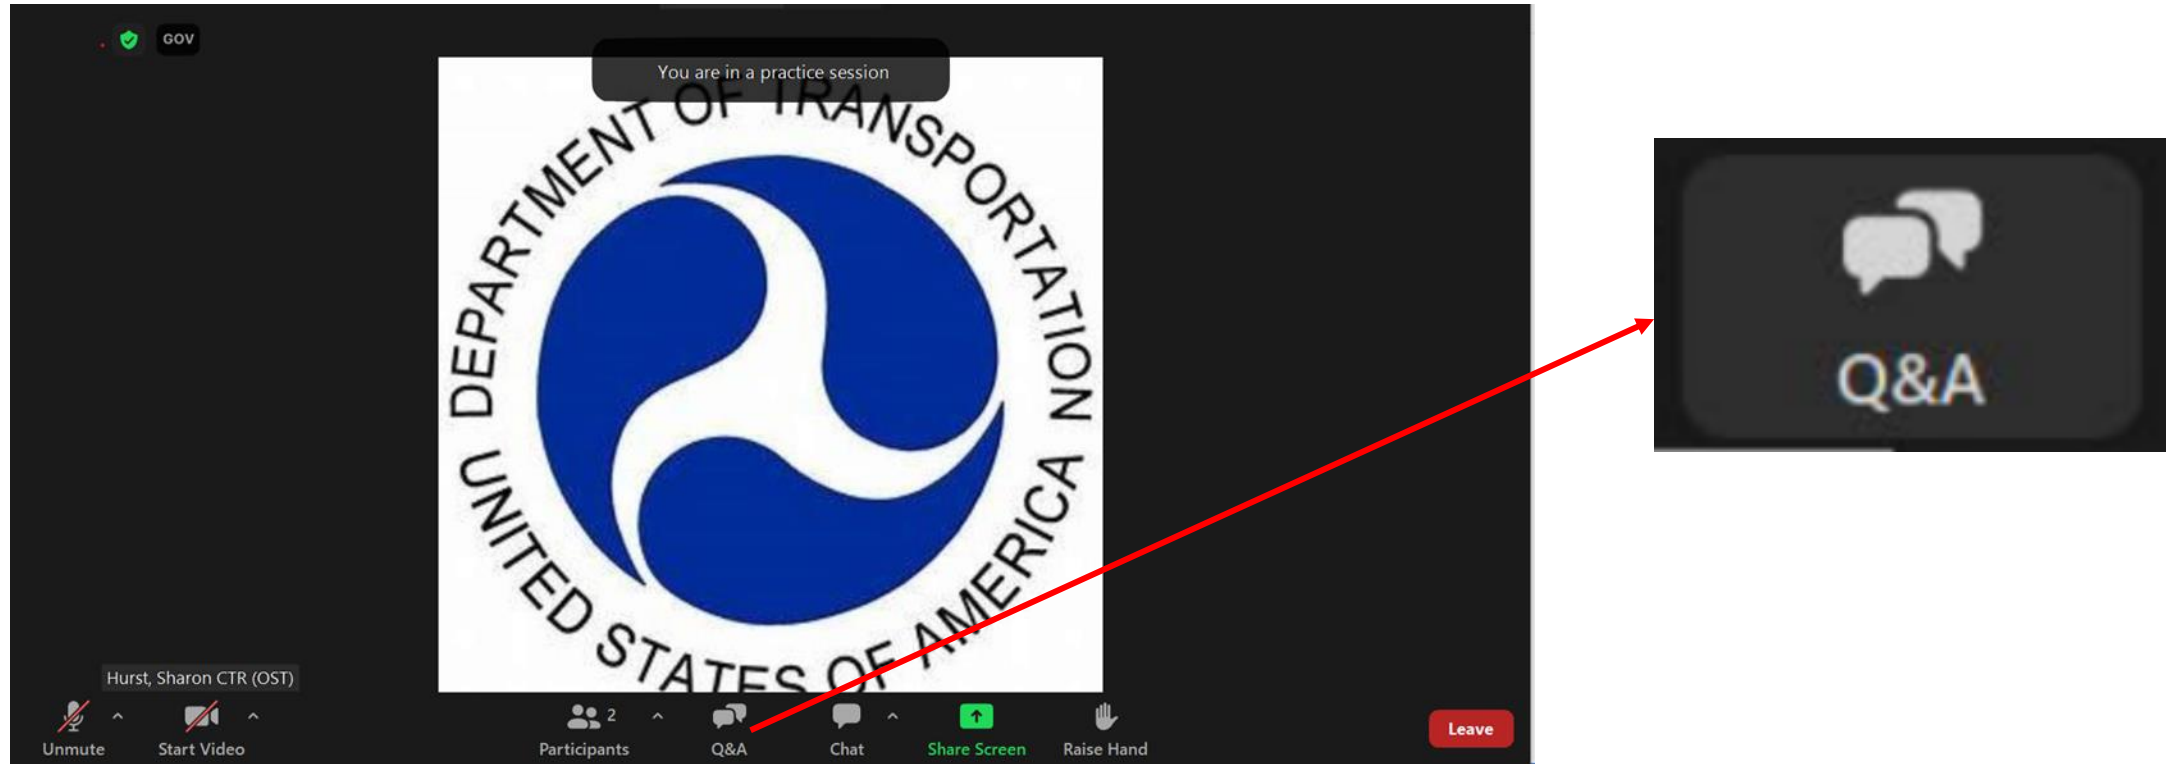 GOV
You are in a practice session
DEPARTMENT OF TRANSPORTATION
UNITED STATES OF AMERICA
Q&A
Hurst, Sharon CTR (OST)
2
Unmute Start Video Participants Q&A Chat Share Screen Raise Hand Leave